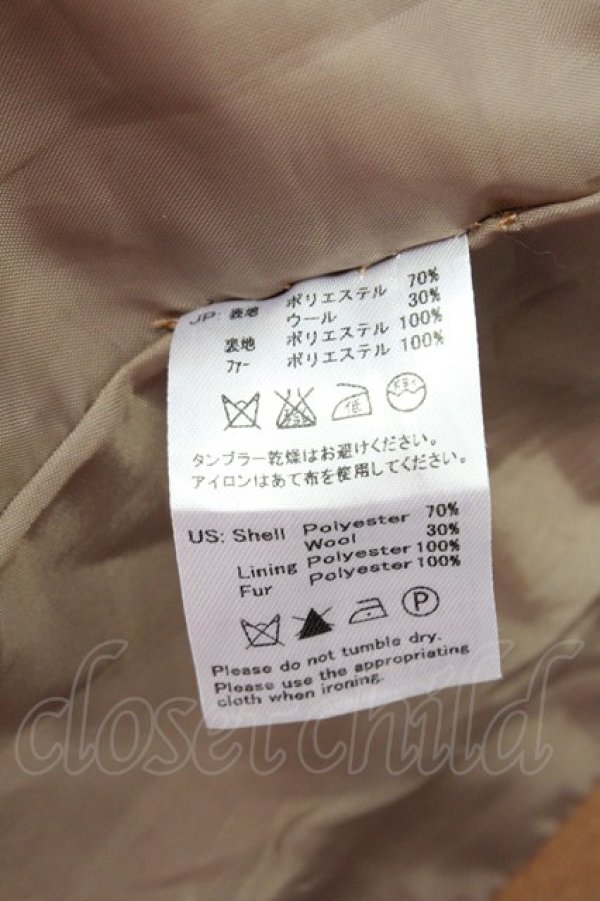 JP: 表地 ポリエステル 70%
ウール 30%
裏地 ポリエステル 100%
ファー ポリエステル 100%
低
ドライ
タンブラー乾燥はお避けください。
アイロンはあて布を使用してください。
US: Shell Polyester 70%
Wool 30%
Lining Polyester 100%
Fur Polyester 100%
P
Please do not tumble dry.
Please use the appropriating
cloth when ironing.
closet child